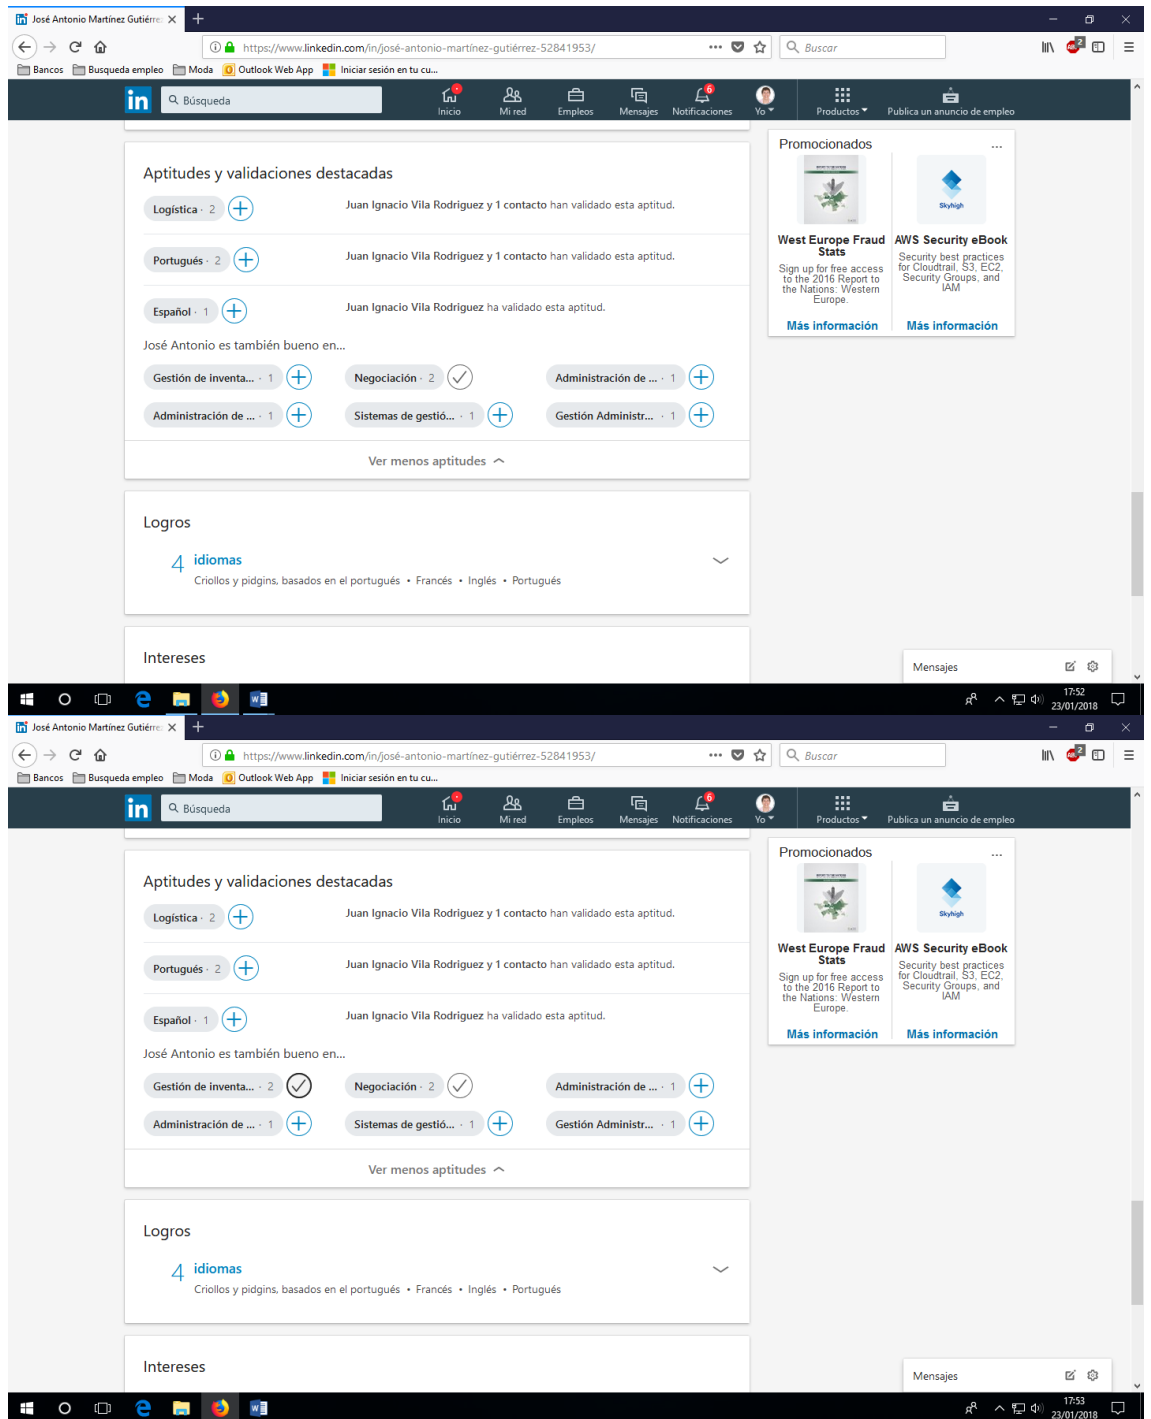 José Antonio Martínez Gutiérre
https://www.linkedin.com/in/josé-antonio-martínez-gutiérrez-52841953/
Buscar
2
Bancos Busqueda empleo Moda Outlook Web App Iniciar sesión en tu cu...
in
Búsqueda
6
Inicio Mi red Empleos Mensajes Notificaciones Yo Productos Publica un anuncio de empleo
Aptitudes y validaciones destacadas
Logística · 2
Juan Ignacio Vila Rodriguez y 1 contacto han validado esta aptitud.
Portugués · 2
Juan Ignacio Vila Rodriguez y 1 contacto han validado esta aptitud.
Español · 1
Juan Ignacio Vila Rodriguez ha validado esta aptitud.
José Antonio es también bueno en...
Gestión de inventa... · 1 Negociación · 2 Administración de ... · 1
Administración de ... · 1 Sistemas de gestió... · 1 Gestión Administr... · 1
Ver menos aptitudes
Logros
4 idiomas
Criollos y pidgins, basados en el portugués • Francés • Inglés • Portugués
Intereses
Promocionados
...
Skyhigh
West Europe Fraud
Stats
Sign up for free access
to the 2016 Report to
the Nations: Western
Europe.
Más información
AWS Security eBook
Security best practices
for Cloudtrail, S3, EC2,
Security Groups, and
IAM
Más información
Mensajes
17:52
23/01/2018
José Antonio Martínez Gutiérre
https://www.linkedin.com/in/josé-antonio-martínez-gutiérrez-52841953/
Buscar
2
Bancos Busqueda empleo Moda Outlook Web App Iniciar sesión en tu cu...
in
Búsqueda
6
Inicio Mi red Empleos Mensajes Notificaciones Yo Productos Publica un anuncio de empleo
Aptitudes y validaciones destacadas
Logística · 2
Juan Ignacio Vila Rodriguez y 1 contacto han validado esta aptitud.
Portugués · 2
Juan Ignacio Vila Rodriguez y 1 contacto han validado esta aptitud.
Español · 1
Juan Ignacio Vila Rodriguez ha validado esta aptitud.
José Antonio es también bueno en...
Gestión de inventa... · 2 Negociación · 2 Administración de ... · 1
Administración de ... · 1 Sistemas de gestió... · 1 Gestión Administr... · 1
Ver menos aptitudes
Logros
4 idiomas
Criollos y pidgins, basados en el portugués • Francés • Inglés • Portugués
Intereses
Promocionados
...
Skyhigh
West Europe Fraud
Stats
Sign up for free access
to the 2016 Report to
the Nations: Western
Europe.
Más información
AWS Security eBook
Security best practices
for Cloudtrail, S3, EC2,
Security Groups, and
IAM
Más información
Mensajes
17:53
23/01/2018